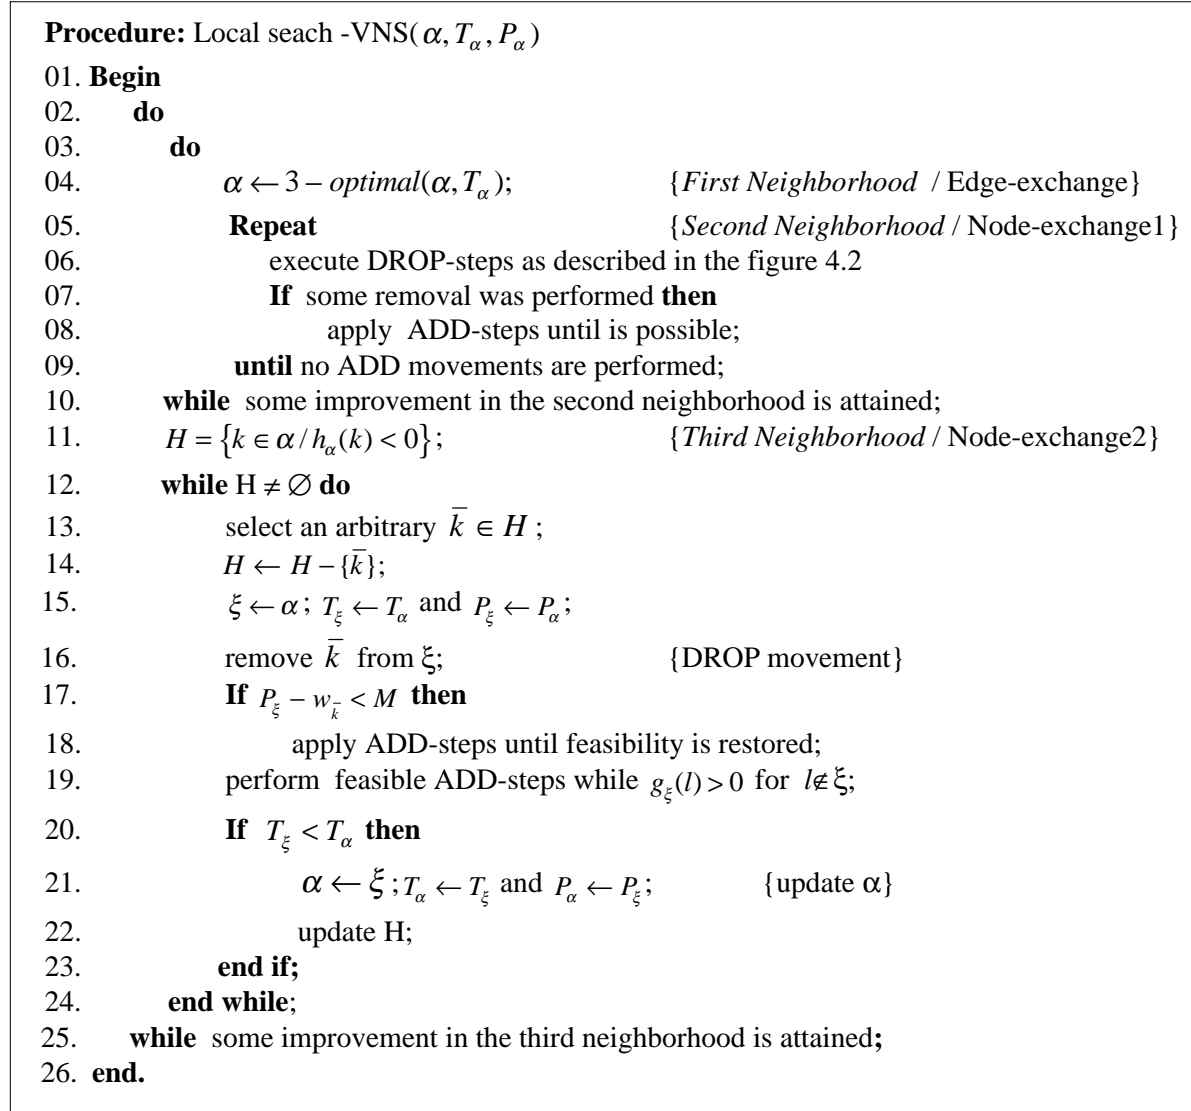 Procedure: Local seach -VNS(α, T_α, P_α)
01. Begin
02. do
03. do
04. α ← 3 – optimal(α, T_α); {First Neighborhood / Edge-exchange}
05. Repeat {Second Neighborhood / Node-exchange1}
06. execute DROP-steps as described in the figure 4.2
07. If some removal was performed then
08. apply ADD-steps until is possible;
09. until no ADD movements are performed;
10. while some improvement in the second neighborhood is attained;
11. H = {k ∈ α / h_α(k) < 0}; {Third Neighborhood / Node-exchange2}
12. while H ≠ ∅ do
13. select an arbitrary k̄ ∈ H ;
14. H ← H – {k̄};
15. ξ ← α ; T_ξ ← T_α and P_ξ ← P_α;
16. remove k̄ from ξ; {DROP movement}
17. If P_ξ – w_k̄ < M then
18. apply ADD-steps until feasibility is restored;
19. perform feasible ADD-steps while g_ξ(l) > 0 for l∉ξ;
20. If T_ξ < T_α then
21. α ← ξ ; T_α ← T_ξ and P_α ← P_ξ; {update α}
22. update H;
23. end if;
24. end while;
25. while some improvement in the third neighborhood is attained;
26. end.